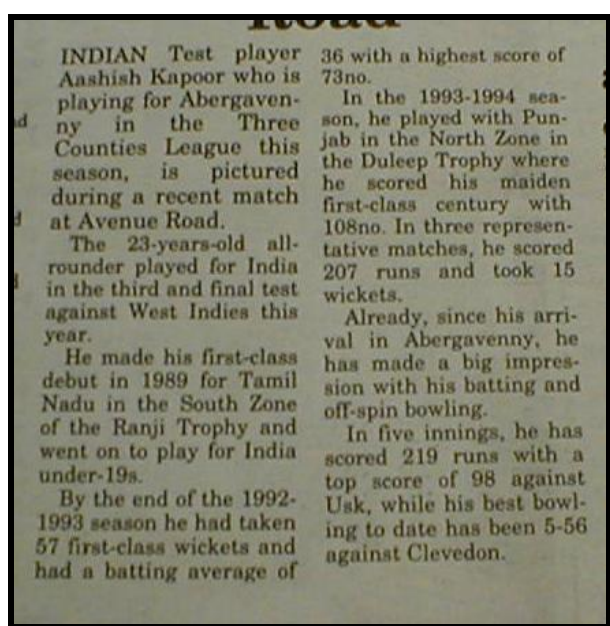 Road
INDIAN Test player
Aashish Kapoor who is
playing for Abergaven-
ny in the Three
Counties League this
season, is pictured
during a recent match
at Avenue Road.
The 23-years-old all-
rounder played for India
in the third and final test
against West Indies this
year.
He made his first-class
debut in 1989 for Tamil
Nadu in the South Zone
of the Ranji Trophy and
went on to play for India
under-19s.
By the end of the 1992-
1993 season he had taken
57 first-class wickets and
had a batting average of
36 with a highest score of
73no.
In the 1993-1994 sea-
son, he played with Pun-
jab in the North Zone in
the Duleep Trophy where
he scored his maiden
first-class century with
108no. In three represen-
tative matches, he scored
207 runs and took 15
wickets.
Already, since his arri-
val in Abergavenny, he
has made a big impres-
sion with his batting and
off-spin bowling.
In five innings, he has
scored 219 runs with a
top score of 98 against
Usk, while his best bowl-
ing to date has been 5-56
against Clevedon.